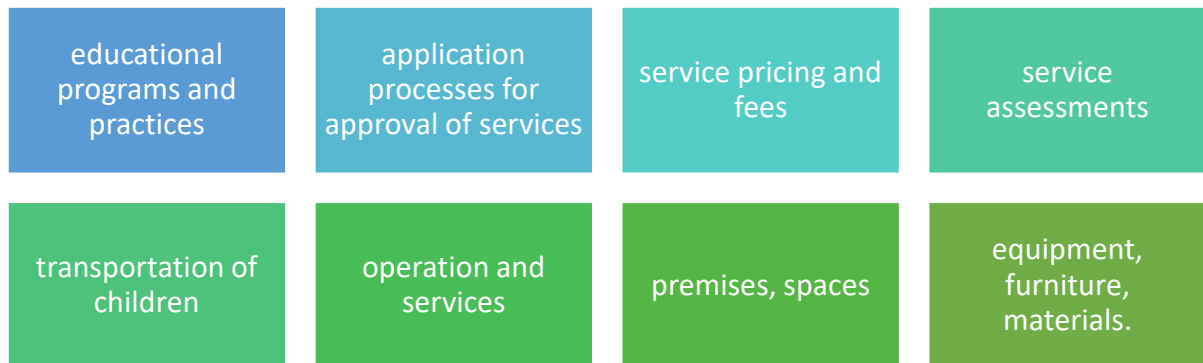 educational
programs and
practices
application
processes for
approval of services
service pricing and
fees
service
assessments
transportation of
children
operation and
services
premises, spaces
equipment,
furniture,
materials.